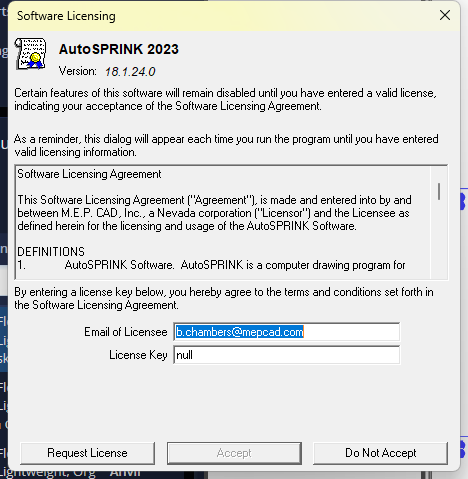 Software Licensing
AutoSPRINK 2023
Version: 18.1.24.0
Certain features of this software will remain disabled until you have entered a valid license,
indicating your acceptance of the Software Licensing Agreement.
As a reminder, this dialog will appear each time you run the program until you have entered
valid licensing information.
Software Licensing Agreement
This Software Licensing Agreement ("Agreement"), is made and entered into by and
between M.E.P. CAD, Inc., a Nevada corporation ("Licensor") and the Licensee as
defined herein for the licensing and usage of the AutoSPRINK Software.
DEFINITIONS
1. AutoSPRINK Software. AutoSPRINK is a computer drawing program for
By entering a license key below, you hereby agree to the terms and conditions set forth in
the Software Licensing Agreement.
Email of Licensee b.chambers@mepcad.com
License Key null
Request License Accept Do Not Accept
Lightweight, Org Anvil